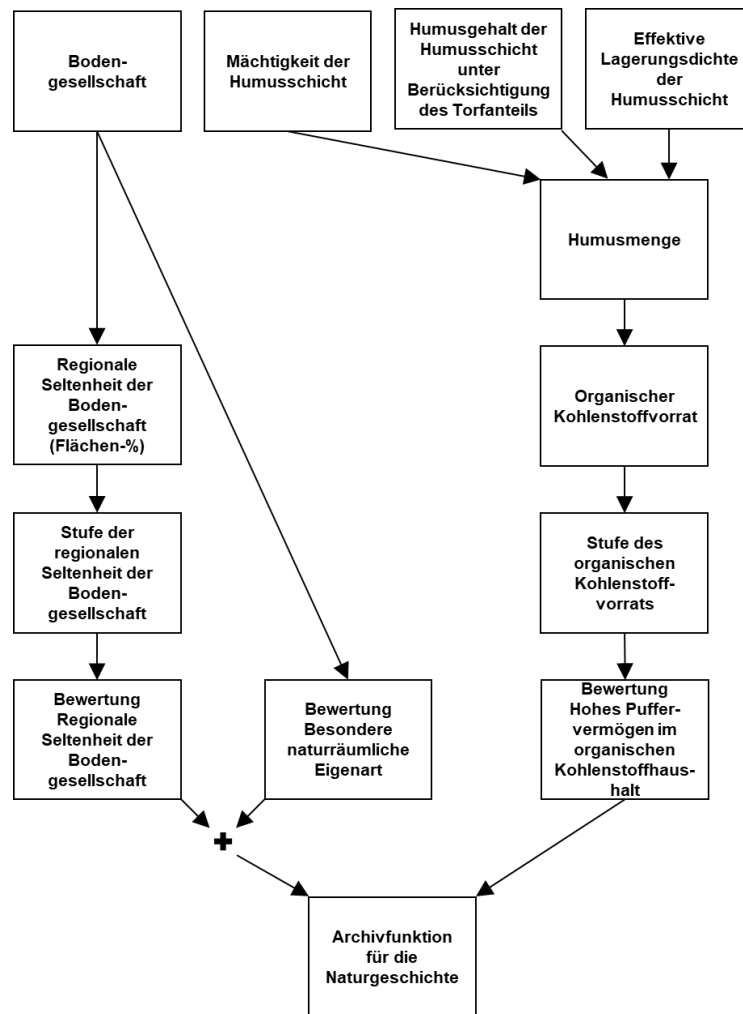 Boden-
gesellschaft
Mächtigkeit der
Humusschicht
Humusgehalt der
Humusschicht
unter
Berücksichtigung
des Torfanteils
Effektive
Lagerungsdichte
der
Humusschicht
Humusmenge
Regionale
Seltenheit der
Boden-
gesellschaft
(Flächen-%)
Organischer
Kohlenstoffvorrat
Stufe der
regionalen
Seltenheit der
Boden-
gesellschaft
Stufe des
organischen
Kohlenstoff-
vorrats
Bewertung
Regionale
Seltenheit der
Boden-
gesellschaft
Bewertung
Besondere
naturräumliche
Eigenart
Bewertung
Hohes Puffer-
vermögen im
organischen
Kohlenstoffhaus-
halt
+
Archivfunktion
für die
Naturgeschichte